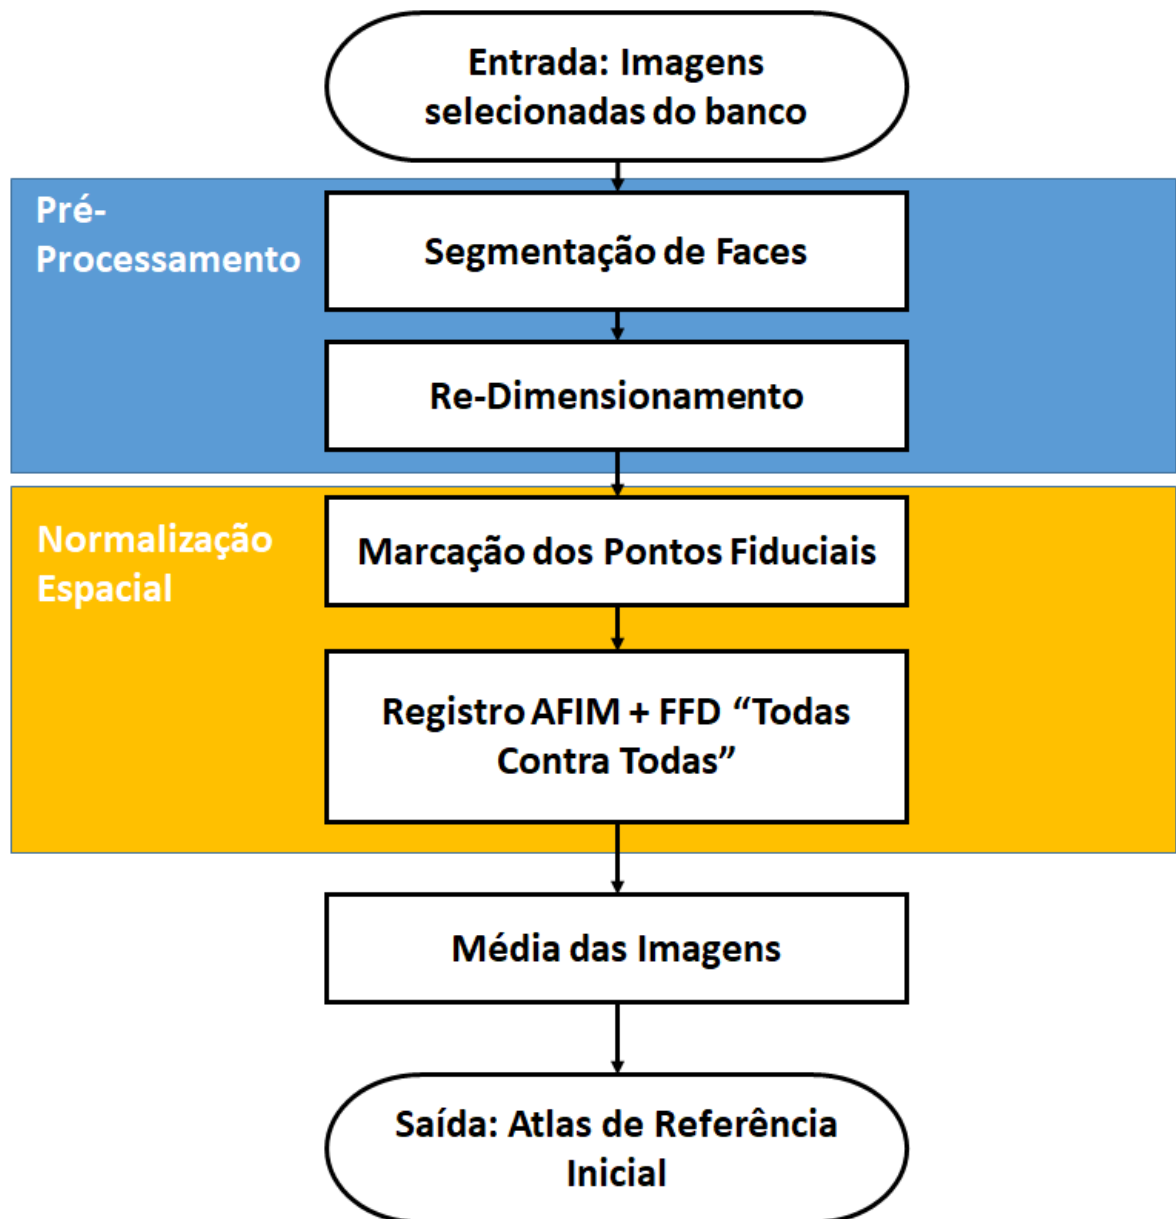 Entrada: Imagens
selecionadas do banco
Pré-
Processamento
Segmentação de Faces
Re-Dimensionamento
Normalização
Espacial
Marcação dos Pontos Fiduciais
Registro AFIM + FFD “Todas
Contra Todas”
Média das Imagens
Saída: Atlas de Referência
Inicial